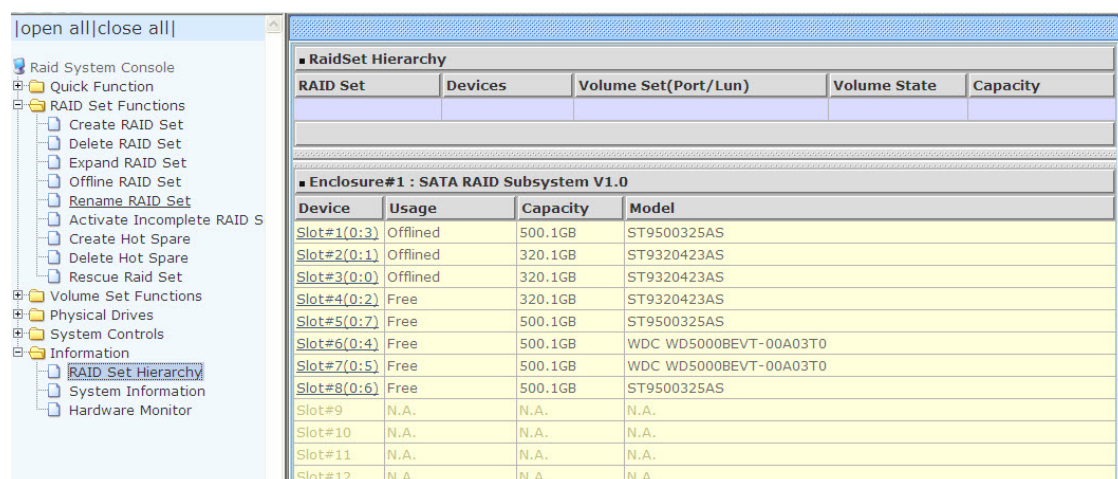 |open all|close all|
Raid System Console
Quick Function
RAID Set Functions
Create RAID Set
Delete RAID Set
Expand RAID Set
Offline RAID Set
Rename RAID Set
Activate Incomplete RAID S
Create Hot Spare
Delete Hot Spare
Rescue Raid Set
Volume Set Functions
Physical Drives
System Controls
Information
RAID Set Hierarchy
System Information
Hardware Monitor
RaidSet Hierarchy
RAID Set Devices Volume Set(Port/Lun) Volume State Capacity
Enclosure#1 : SATA RAID Subsystem V1.0
Device Usage Capacity Model
Slot#1(0:3) Offlined 500.1GB ST9500325AS
Slot#2(0:1) Offlined 320.1GB ST9320423AS
Slot#3(0:0) Offlined 320.1GB ST9320423AS
Slot#4(0:2) Free 320.1GB ST9320423AS
Slot#5(0:7) Free 500.1GB ST9500325AS
Slot#6(0:4) Free 500.1GB WDC WD5000BEVT-00A03T0
Slot#7(0:5) Free 500.1GB WDC WD5000BEVT-00A03T0
Slot#8(0:6) Free 500.1GB ST9500325AS
Slot#9 N.A. N.A. N.A.
Slot#10 N.A. N.A. N.A.
Slot#11 N.A. N.A. N.A.
Slot#12 N.A. N.A. N.A.